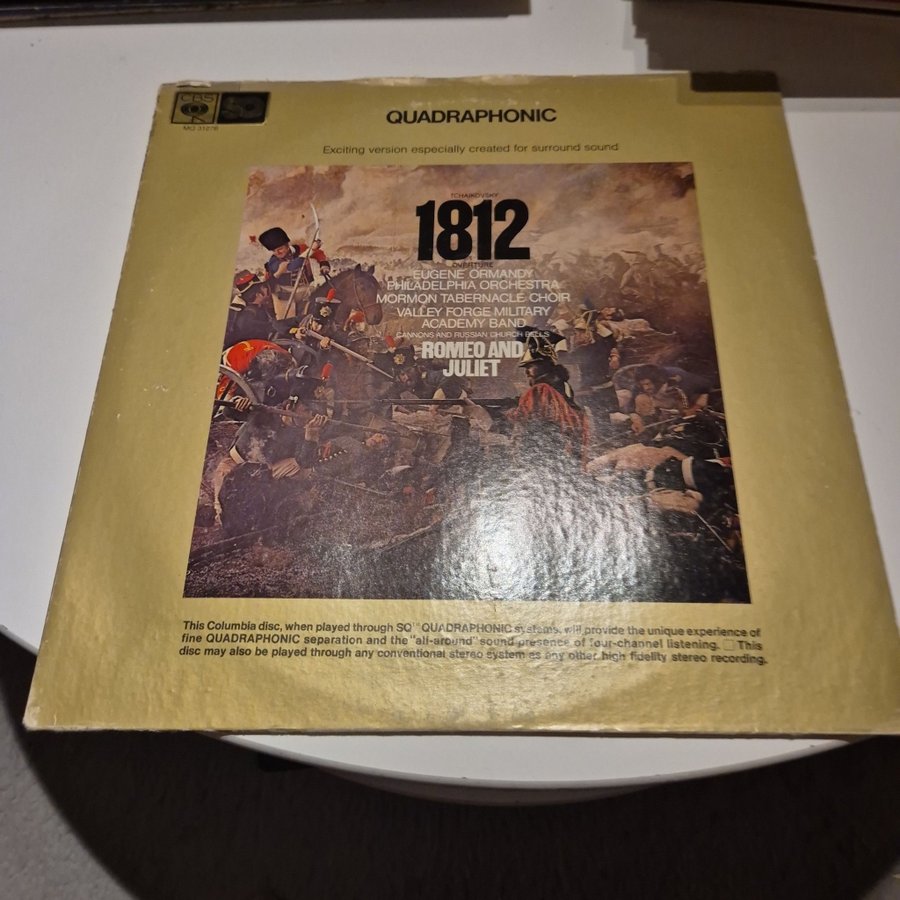 CBS
SQ
MQ 31276
QUADRAPHONIC
Exciting version especially created for surround sound
TCHAIKOVSKY
1812
OVERTURE
EUGENE ORMANDY
PHILADELPHIA ORCHESTRA
MORMON TABERNACLE CHOIR
VALLEY FORGE MILITARY
ACADEMY BAND
CANNONS AND RUSSIAN CHURCH BELLS
ROMEO AND
JULIET
This Columbia disc, when played through SQ™ QUADRAPHONIC systems, will provide the unique experience of
fine QUADRAPHONIC separation and the "all-around" sound presence of four-channel listening. □ This
disc may also be played through any conventional stereo system as any other high fidelity stereo recording.